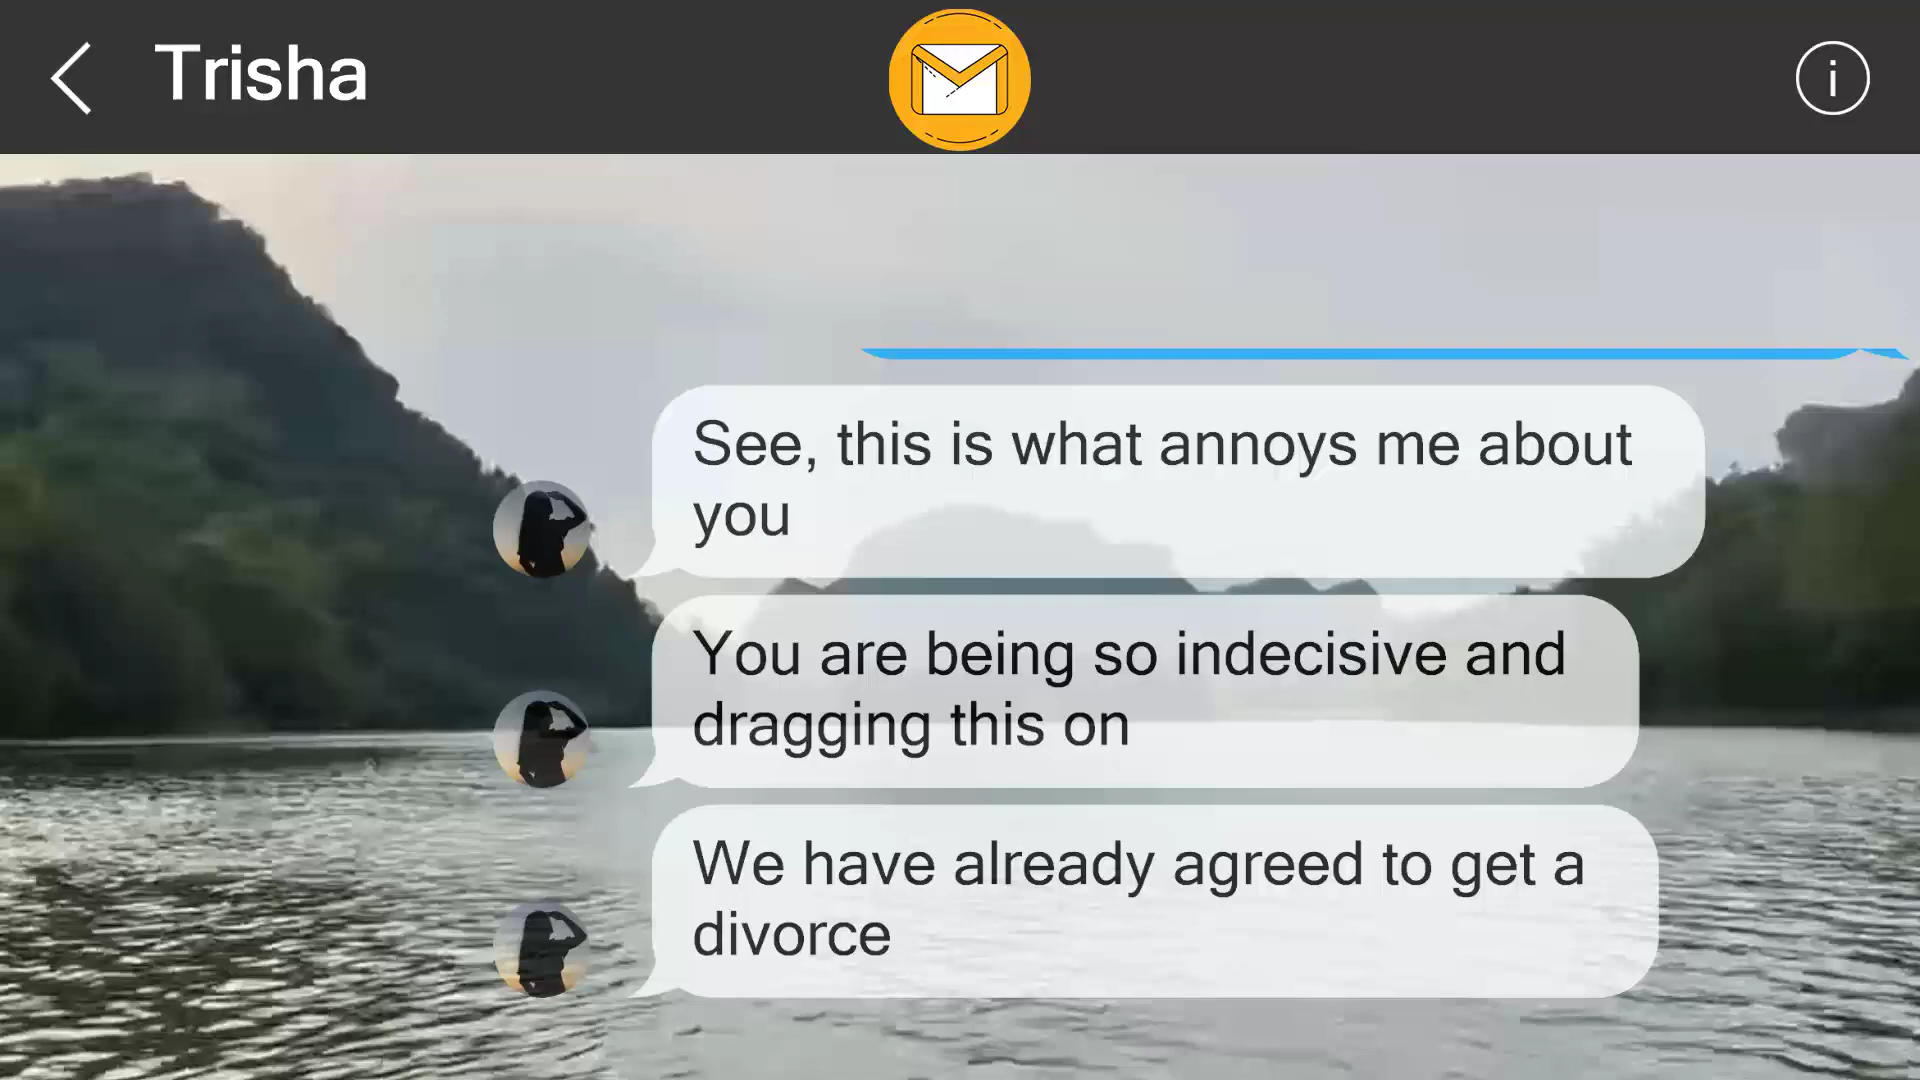 Trisha
See, this is what annoys me about
you
You are being so indecisive and
dragging this on
We have already agreed to get a
divorce